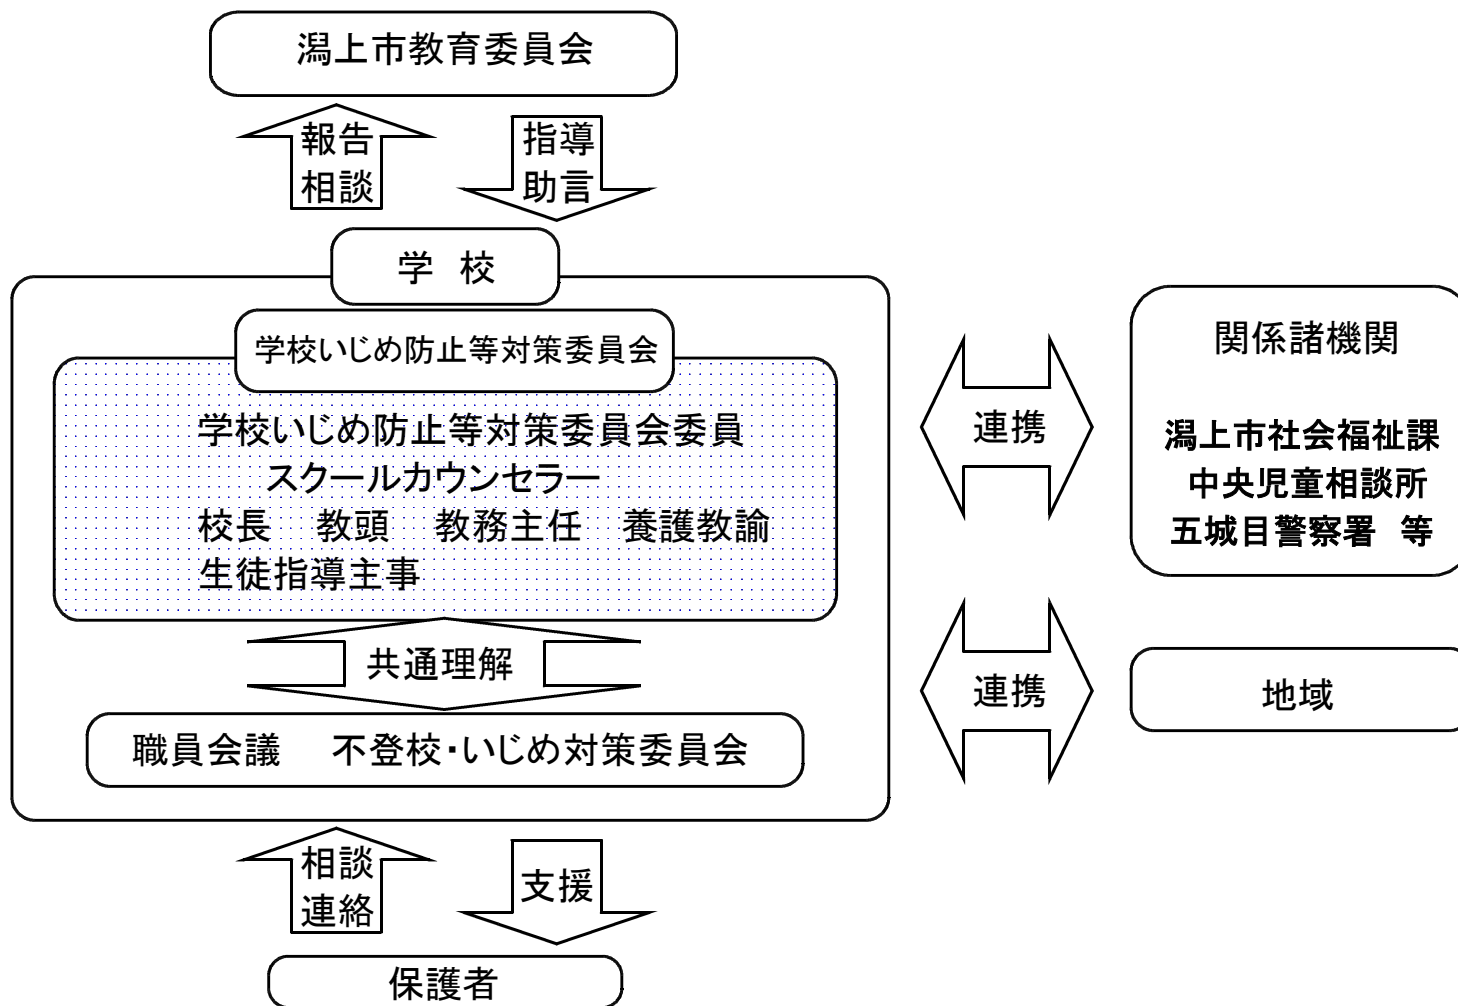 潟上市教育委員会
報告
相談
指導
助言
学 校
学校いじめ防止等対策委員会
学校いじめ防止等対策委員会委員
スクールカウンセラー
校長 教頭 教務主任 養護教諭
生徒指導主事
共通理解
職員会議 不登校・いじめ対策委員会
連携
関係諸機関
潟上市社会福祉課
中央児童相談所
五城目警察署 等
連携
地域
相談
連絡
支援
保護者